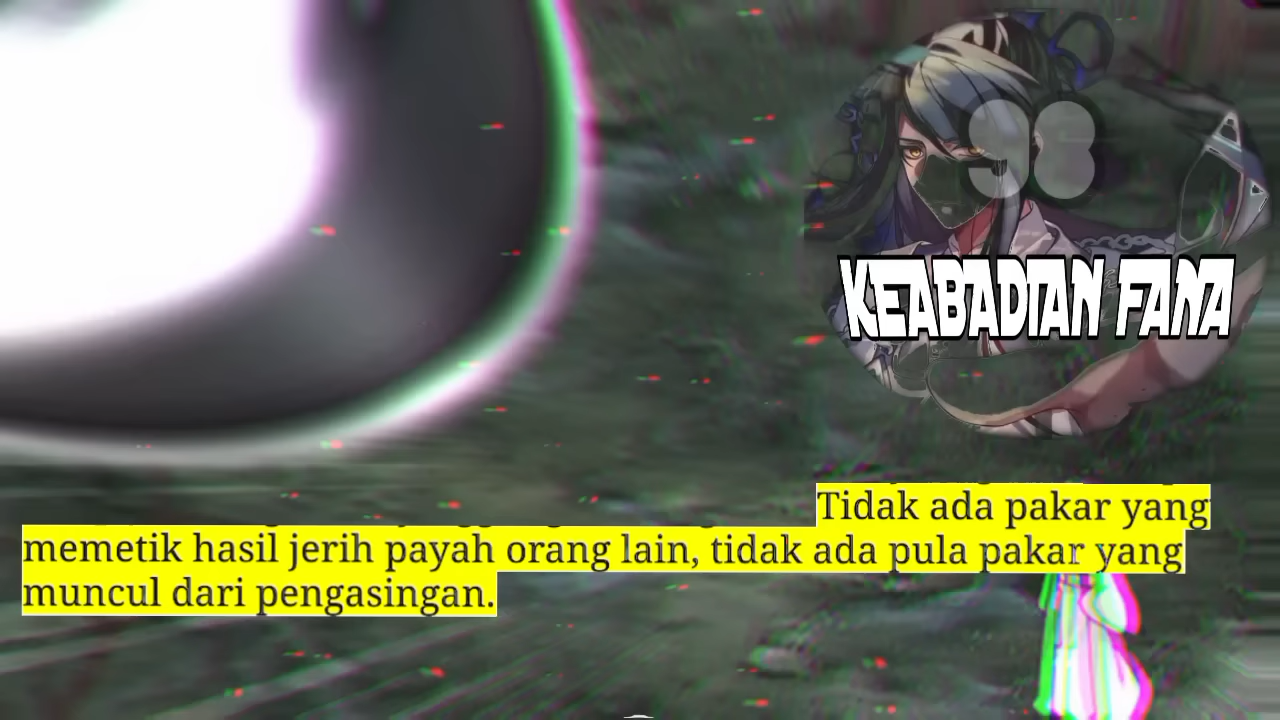 98
KEABADIAN FANA
Tidak ada pakar yang
memetik hasil jerih payah orang lain, tidak ada pula pakar yang
muncul dari pengasingan.